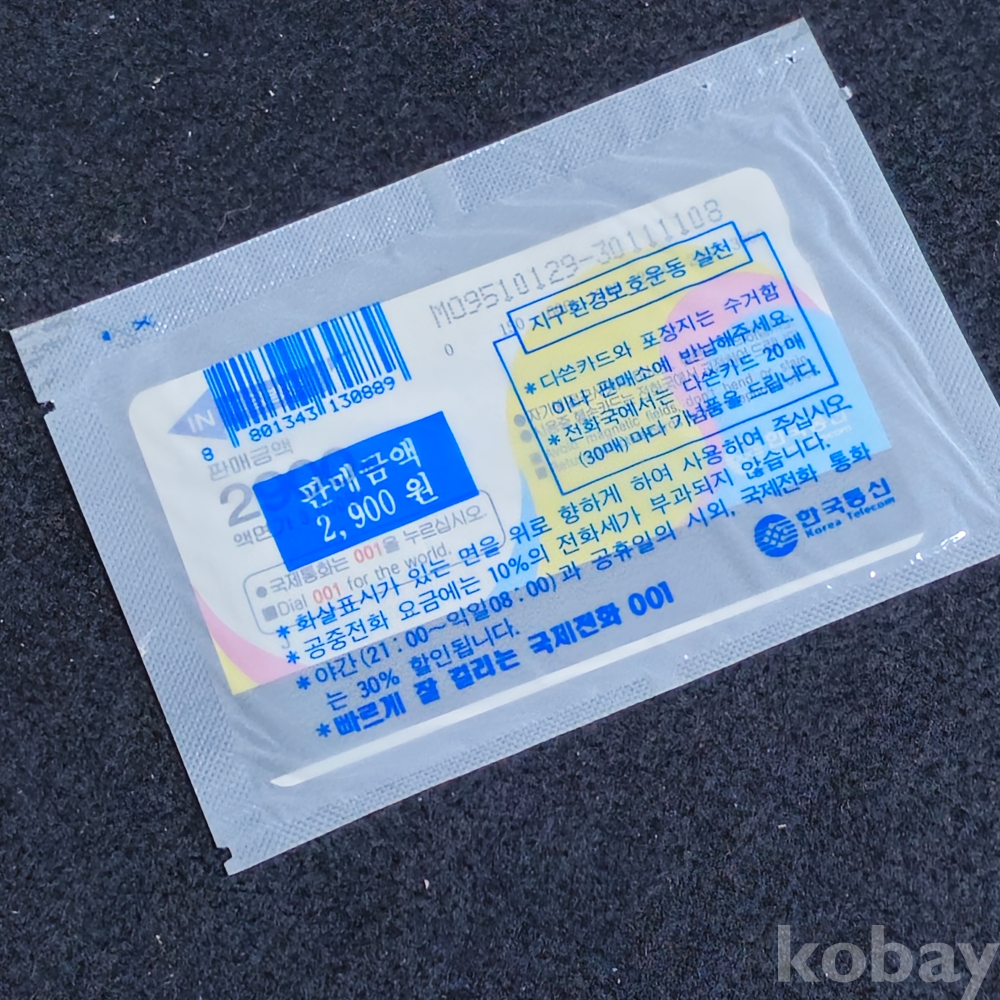 M09510129-30111108
지구환경보호운동 실천
* 다쓴카드와 포장지는 수거함
이나 판매소에 반납해주세요.
* 전화국에서는 다쓴카드 20매
(30매) 마다 기념품을 드립니다.
8 801343 130889
판매금액
2,900 원
판매금액
● 국제통화는 001을 누르십시오.
■ Dial 001 for the world.
* 화살표시가 있는 면을 위로 향하게 하여 사용하여 주십시오.
* 공중전화 요금에는 10%의 전화세가 부과되지 않습니다.
* 야간(21:00~익일08:00)과 공휴일의 시외, 국제전화 통화
는 30% 할인됩니다.
* 빠르게 잘 걸리는 국제전화 001
한국통신
Korea Telecom
kobay